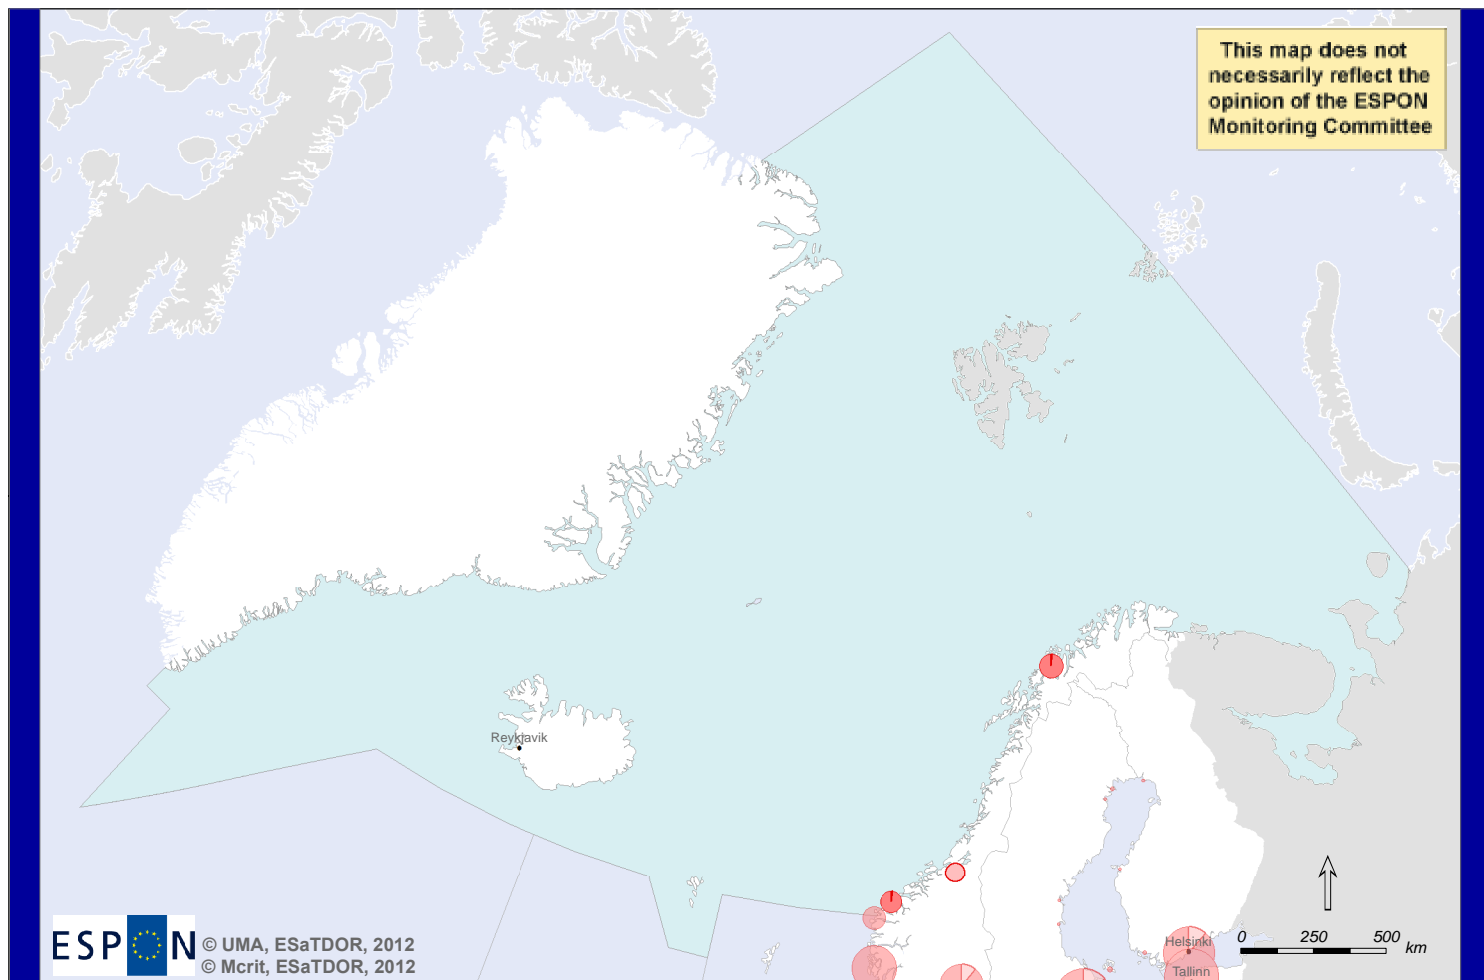 This map does not
necessarily reflect the
opinion of the ESPON
Monitoring Committee
Reykjavik
Helsinki
Tallinn
0 250 500 km
ESPON
© UMA, ESaTDOR, 2012
© Mcrit, ESaTDOR, 2012